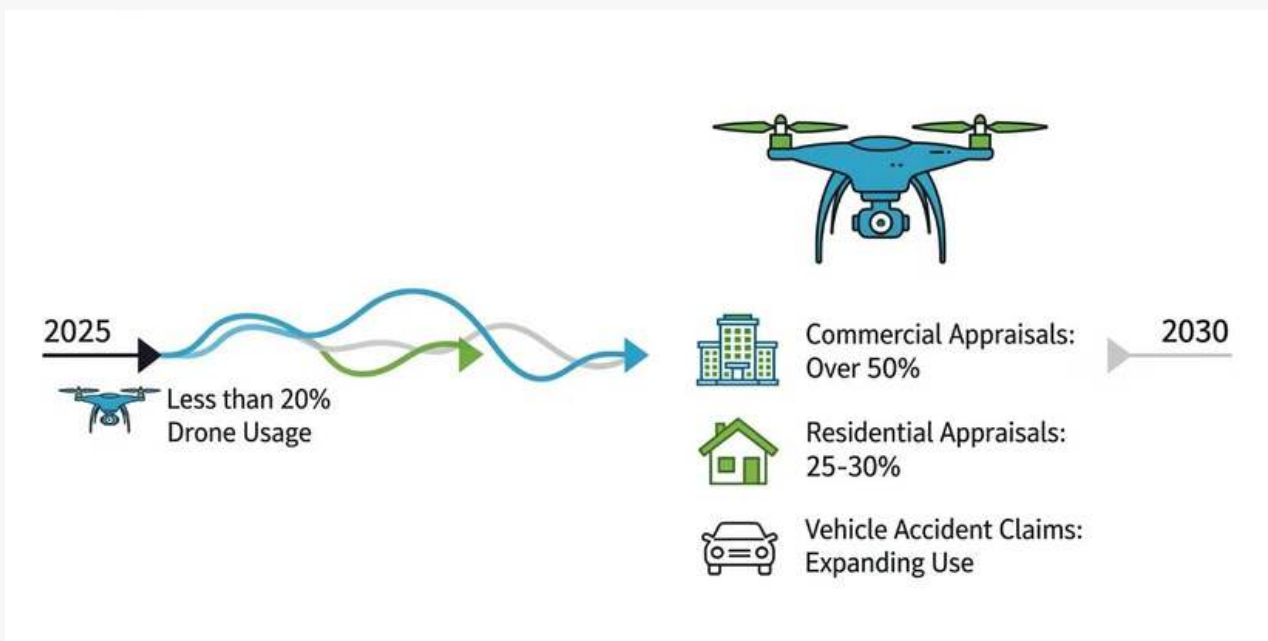 2025
Less than 20%
Drone Usage
Commercial Appraisals:
Over 50%
Residential Appraisals:
25-30%
Vehicle Accident Claims:
Expanding Use
2030